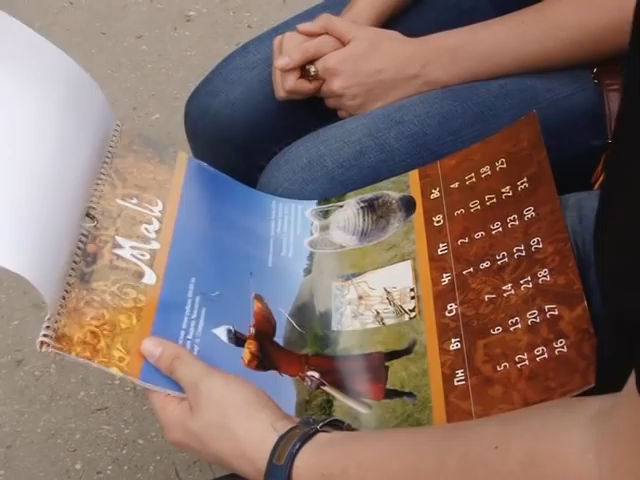 Май
Пн Вт Ср Чт Пт Сб Вс
1 2 3 4
5 6 7 8 9 10 11
12 13 14 15 16 17 18
19 20 21 22 23 24 25
26 27 28 29 30 31